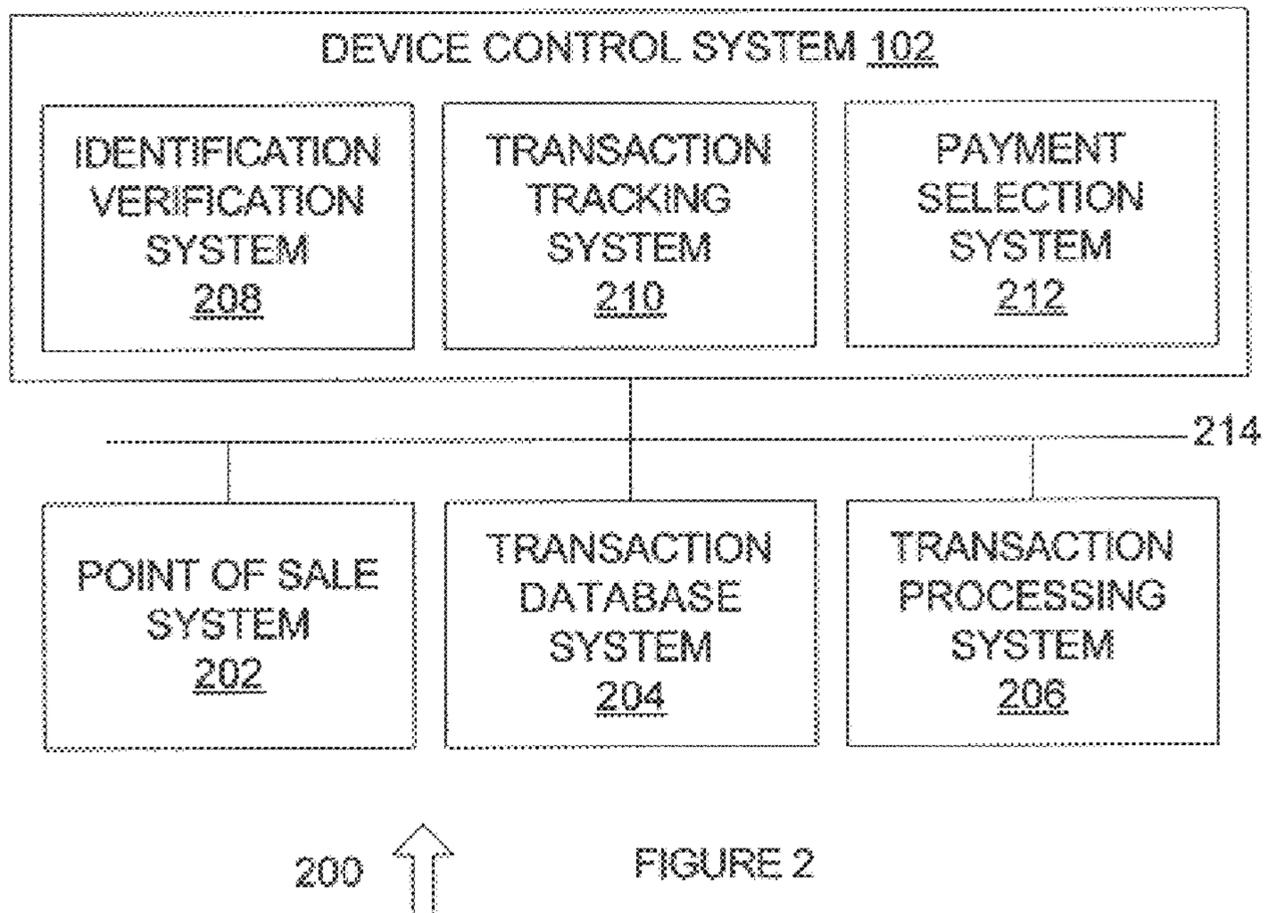 DEVICE CONTROL SYSTEM 102
IDENTIFICATION
VERIFICATION
SYSTEM
208
TRANSACTION
TRACKING
SYSTEM
210
PAYMENT
SELECTION
SYSTEM
212
214
POINT OF SALE
SYSTEM
202
TRANSACTION
DATABASE
SYSTEM
204
TRANSACTION
PROCESSING
SYSTEM
206
200
FIGURE 2